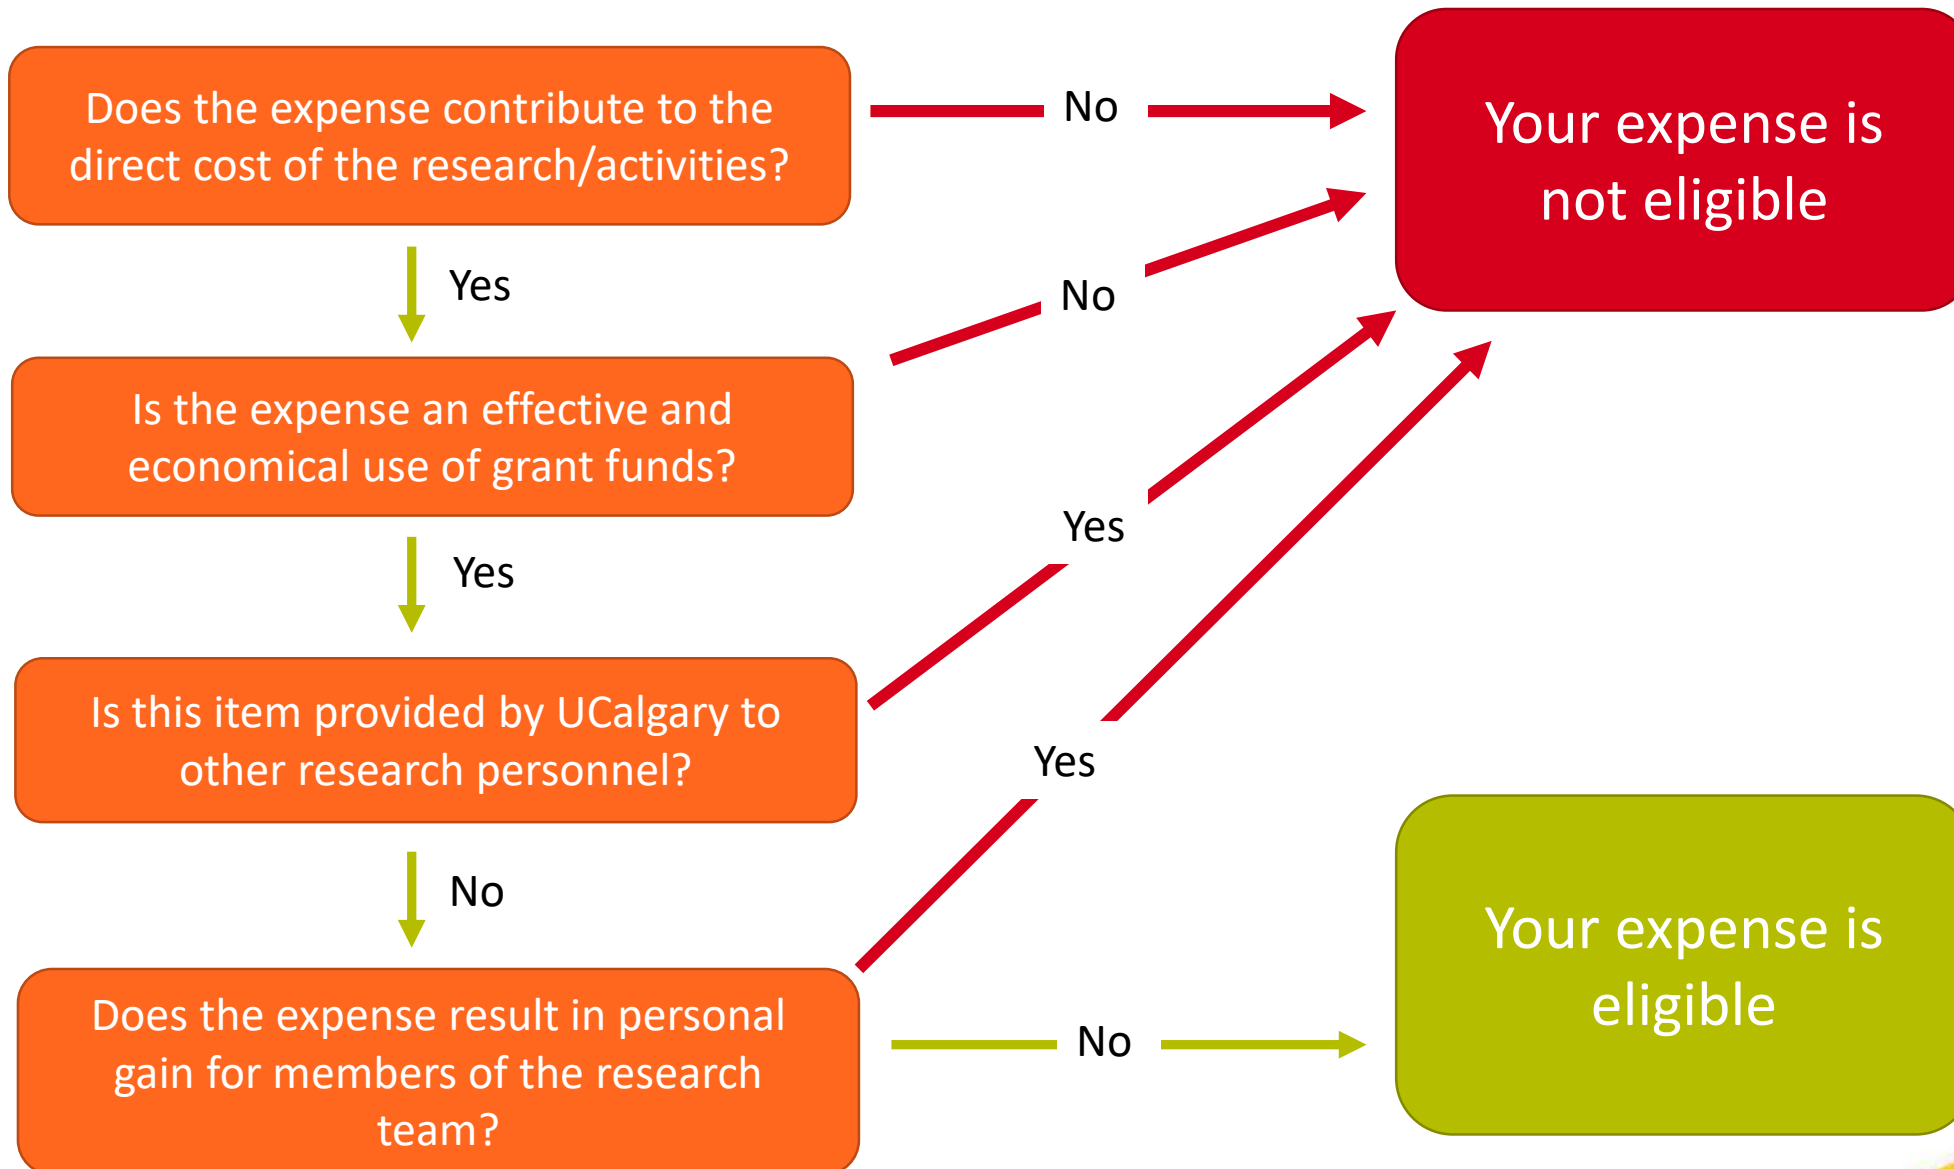 Does the expense contribute to the
direct cost of the research/activities?
No
Your expense is
not eligible
Yes
No
Is the expense an effective and
economical use of grant funds?
Yes
Yes
Is this item provided by UCalgary to
other research personnel?
Yes
No
Does the expense result in personal
gain for members of the research
team?
No
Your expense is
eligible